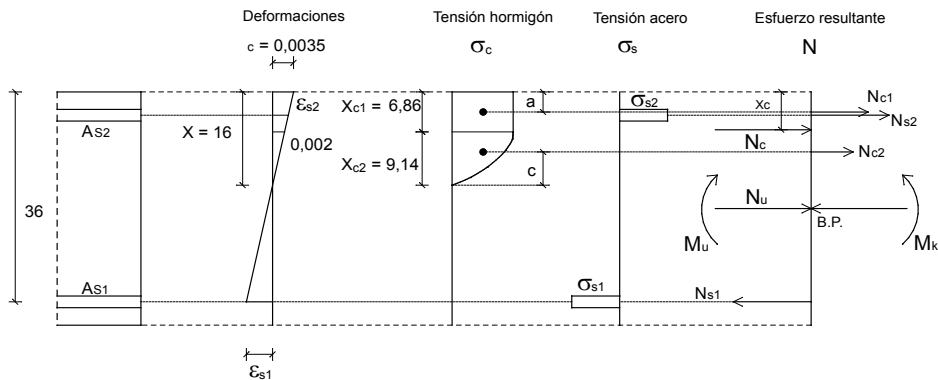 Deformaciones
Tensión hormigón
Tensión acero
Esfuerzo resultante
c = 0,0035
σc
σs
N
εs2
a
σs2
xc
Nc1
Ns2
Xc1 = 6,86
AS2
X = 16
0,002
Nc
Nc2
Xc2 = 9,14
c
36
Nu
B.P.
Mu
Mk
AS1
σs1
Ns1
εs1